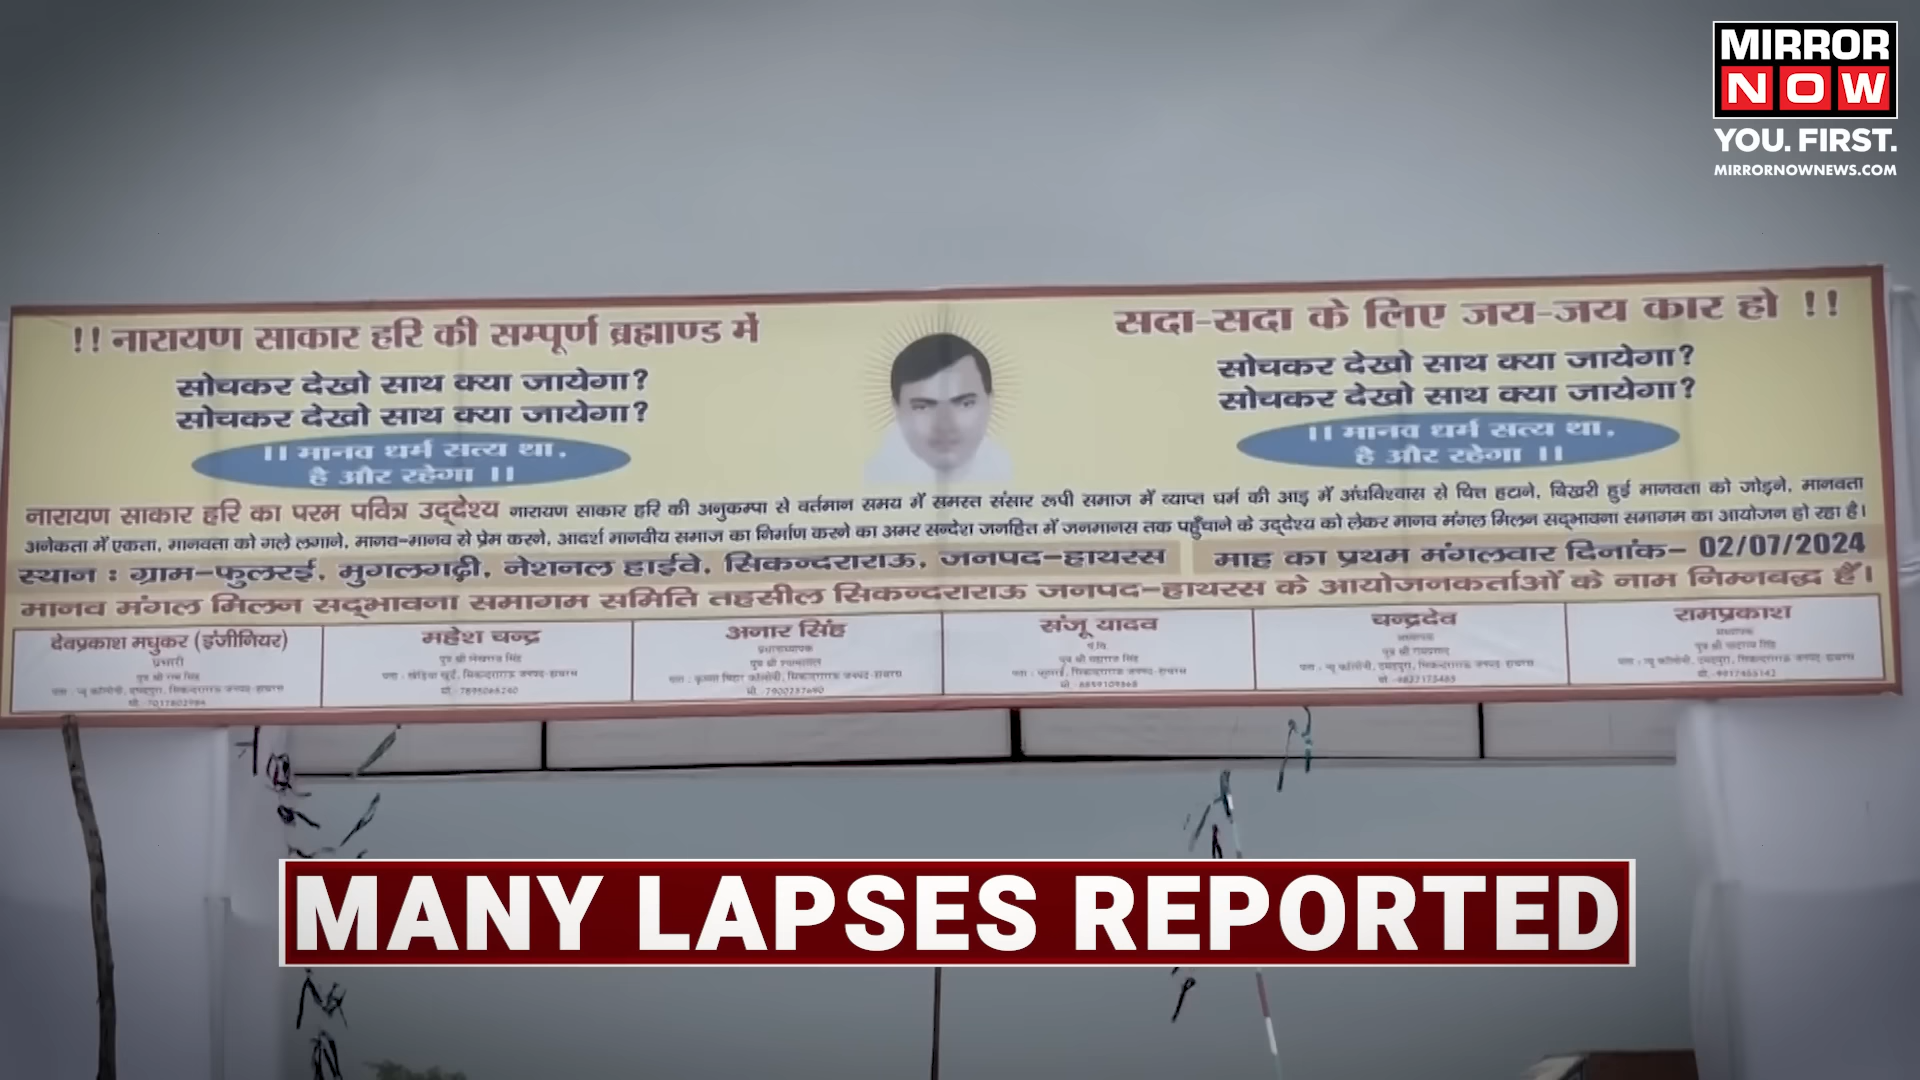 MIRROR
NOW
YOU. FIRST.
MIRRORNOWNEWS.COM
!! नारायण साकार हरि की सम्पूर्ण ब्रह्माण्ड में
सदा-सदा के लिए जय-जय कार हो !!
सोचकर देखो साथ क्या जायेगा?
सोचकर देखो साथ क्या जायेगा?
।। मानव धर्म सत्य था,
है और रहेगा ।।
सोचकर देखो साथ क्या जायेगा?
सोचकर देखो साथ क्या जायेगा?
।। मानव धर्म सत्य था,
है और रहेगा ।।
नारायण साकार हरि का परम पवित्र उद्देश्य नारायण साकार हरि की अनुकम्पा से वर्तमान समय में समस्त संसार रूपी समाज में व्याप्त धर्म की आड़ में अंधविश्वास से चित्त हटाने, बिखरी हुई मानवता को जोड़ने, मानवता
अनेकता में एकता, मानवता को गले लगाने, मानव-मानव से प्रेम करने, आदर्श मानवीय समाज का निर्माण करने का अमर सन्देश जनहित में जनमानस तक पहुँचाने के उद्देश्य को लेकर मानव मंगल मिलन सद्भावना समागम का आयोजन हो रहा है।
स्थान : ग्राम-फुलरई, मुगलगढ़ी, नेशनल हाईवे, सिकन्दराराऊ, जनपद-हाथरस माह का प्रथम मंगलवार दिनांक- 02/07/2024
मानव मंगल मिलन सद्भावना समागम समिति तहसील सिकन्दराराऊ जनपद-हाथरस के आयोजनकर्ताओं के नाम निम्नबद्ध हैं।
देवप्रकाश मधुकर (इंजीनियर)
प्रभारी
महेश चन्द्र
अनार सिंह
प्रधानाध्यापक
संजू यादव
चन्द्रदेव
रामप्रकाश
MANY LAPSES REPORTED